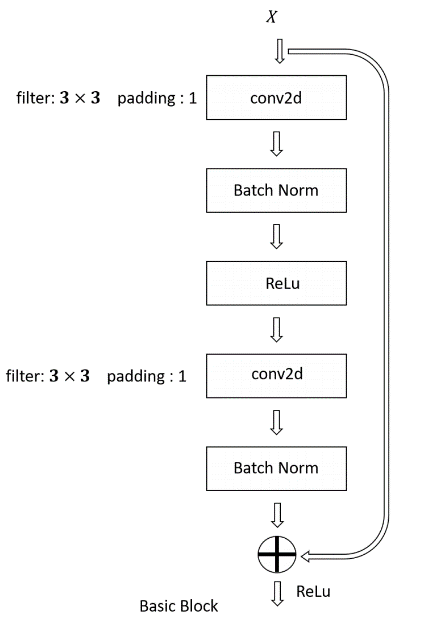 X
filter: 3 × 3 padding : 1 conv2d
Batch Norm
ReLu
filter: 3 × 3 padding : 1 conv2d
Batch Norm
ReLu
Basic Block